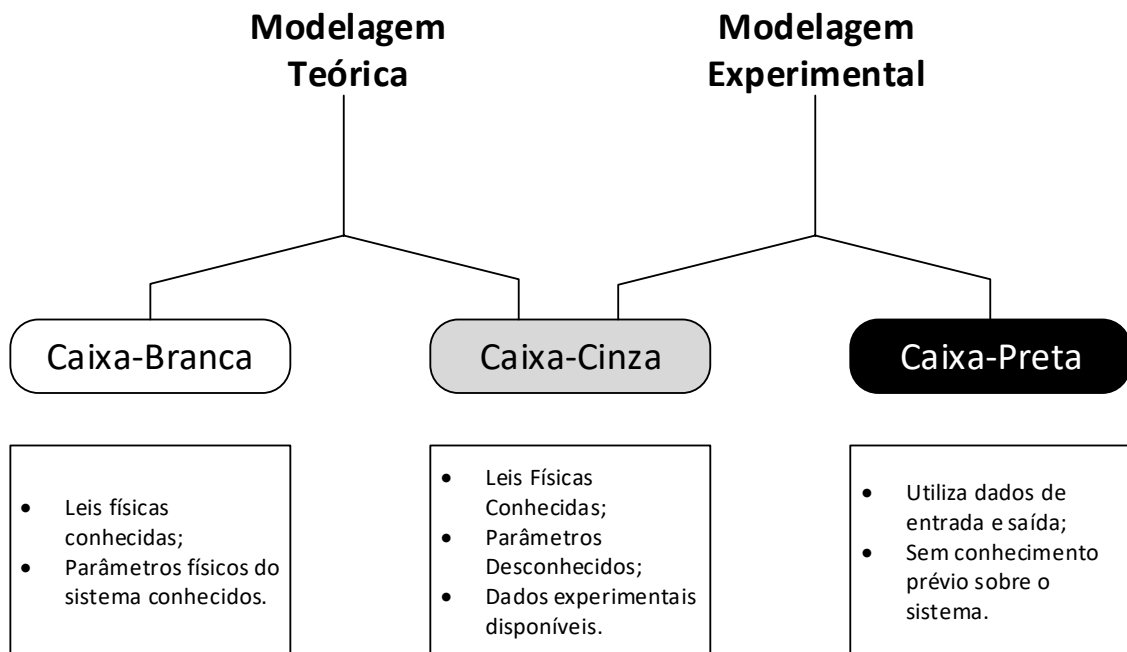 Modelagem
Teórica
Modelagem
Experimental
Caixa-Branca
Caixa-Cinza
Caixa-Preta
• Leis físicas
conhecidas;
• Parâmetros físicos do
sistema conhecidos.
• Leis Físicas
Conhecidas;
• Parâmetros
Desconhecidos;
• Dados experimentais
disponíveis.
• Utiliza dados de
entrada e saída;
• Sem conhecimento
prévio sobre o
sistema.